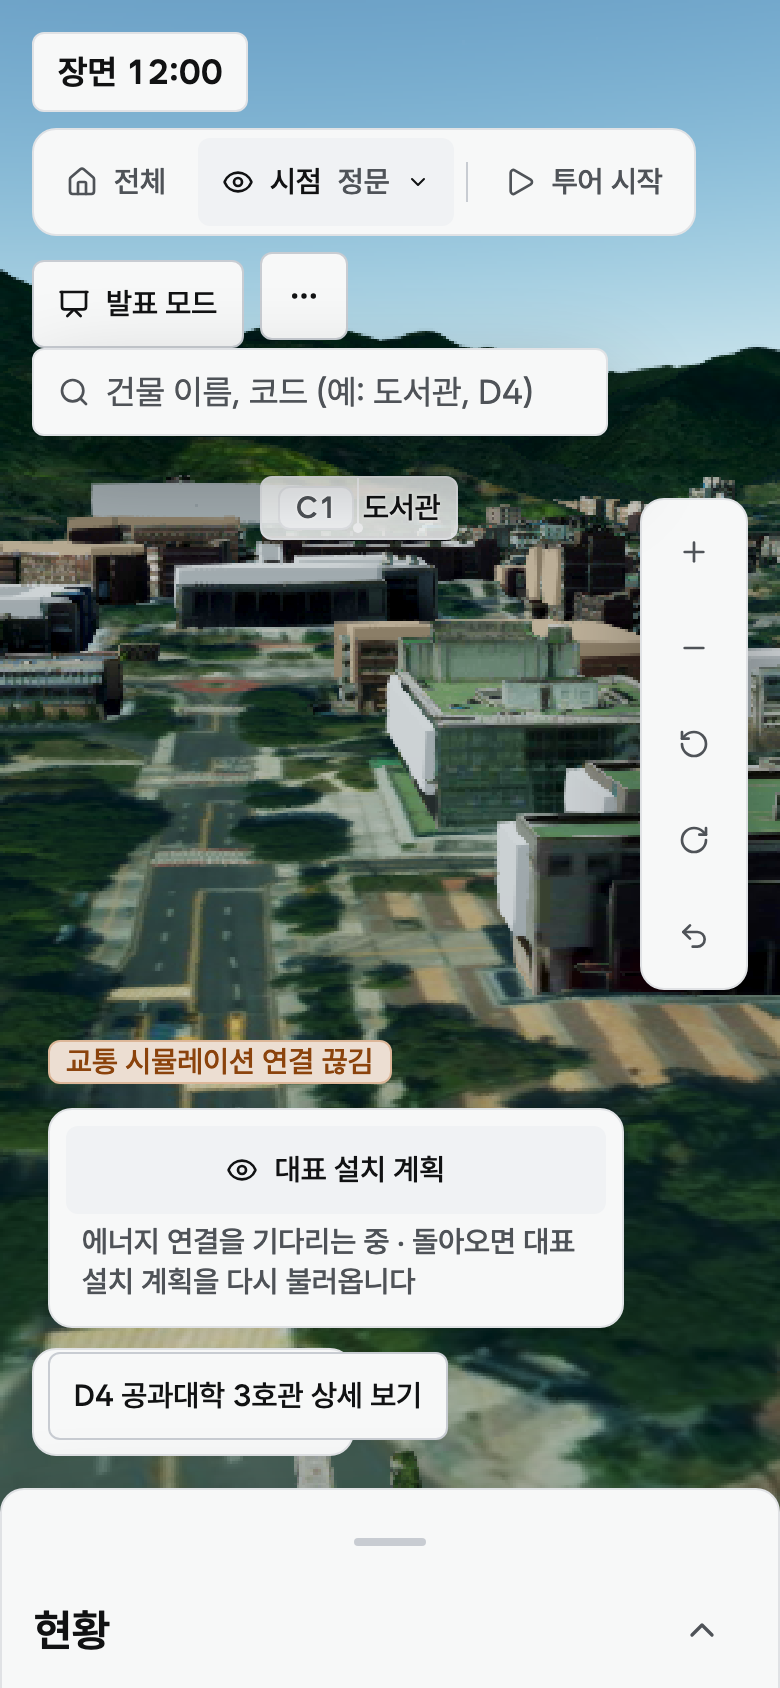 장면 12:00
전체 시점 정문 투어 시작
발표 모드 ...
건물 이름, 코드 (예: 도서관, D4)
C1 도서관
교통 시뮬레이션 연결 끊김
대표 설치 계획
에너지 연결을 기다리는 중 · 돌아오면 대표
설치 계획을 다시 불러옵니다
D4 공과대학 3호관 상세 보기
현황